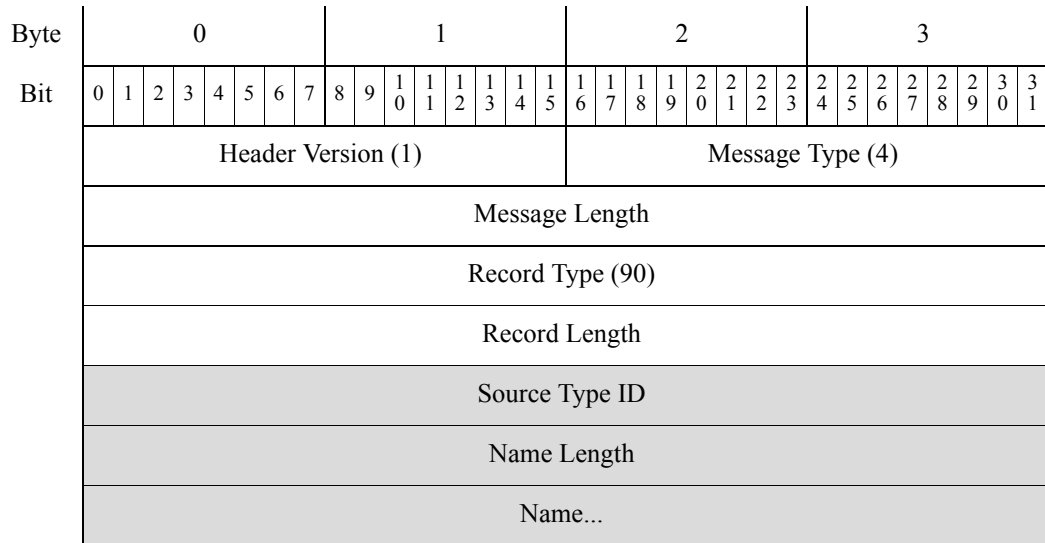 Byte 0 1 2 3
Bit 0 1 2 3 4 5 6 7 8 9 10 11 12 13 14 15 16 17 18 19 20 21 22 23 24 25 26 27 28 29 30 31
Header Version (1) Message Type (4)
Message Length
Record Type (90)
Record Length
Source Type ID
Name Length
Name...